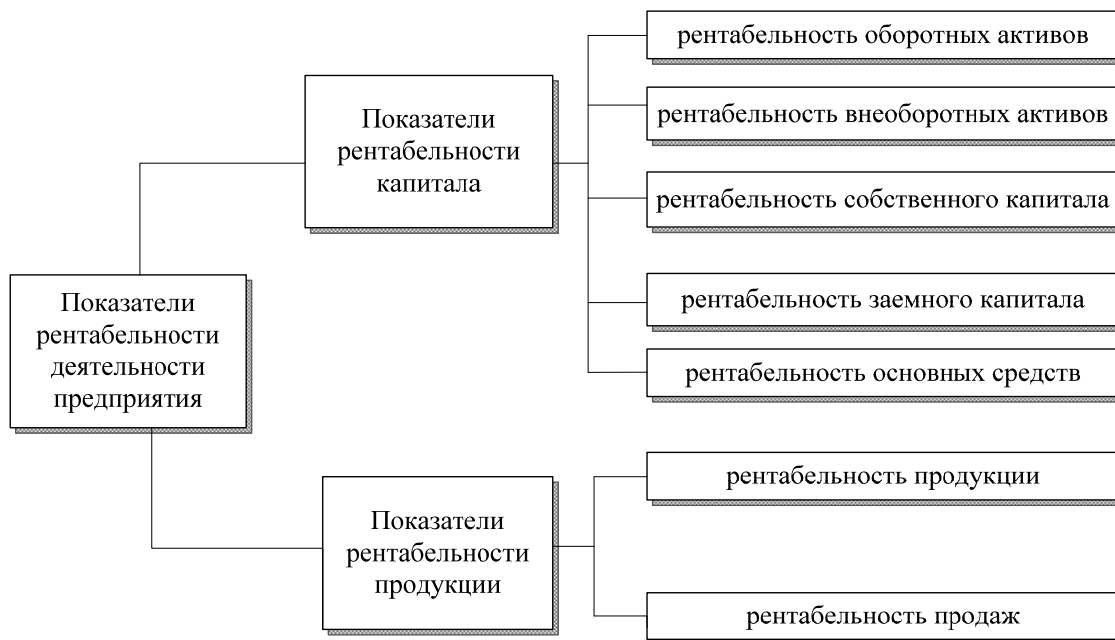 Показатели
рентабельности
деятельности
предприятия
Показатели
рентабельности
капитала
рентабельность оборотных активов
рентабельность внеоборотных активов
рентабельность собственного капитала
рентабельность заемного капитала
рентабельность основных средств
Показатели
рентабельности
продукции
рентабельность продукции
рентабельность продаж